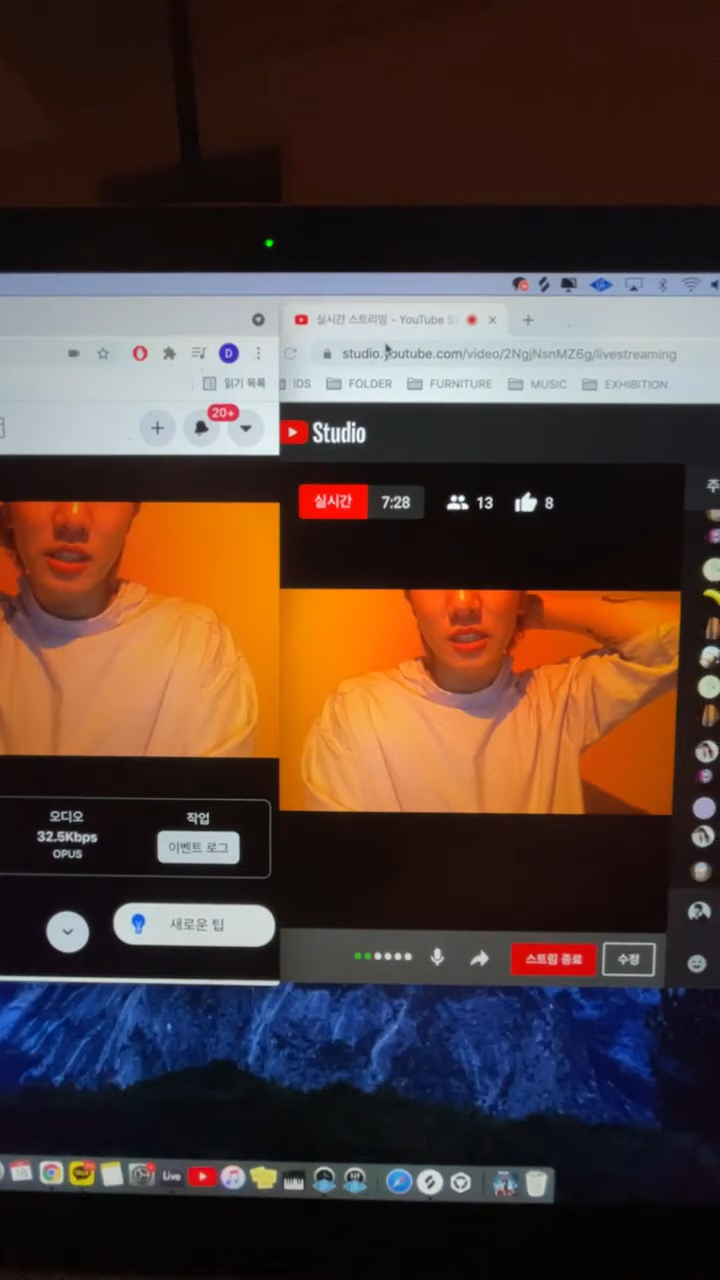 실시간 스트리밍 - YouTube S
D
studio.youtube.com/video/2NgjNsnMZ6g/livestreaming
읽기 목록
IDS FOLDER FURNITURE MUSIC EXHIBITION
20+
Studio
실시간 7:28 13 8
주
오디오 작업
32.5Kbps 이벤트 로그
OPUS
새로운 팁
스트림 종료 수정
Live